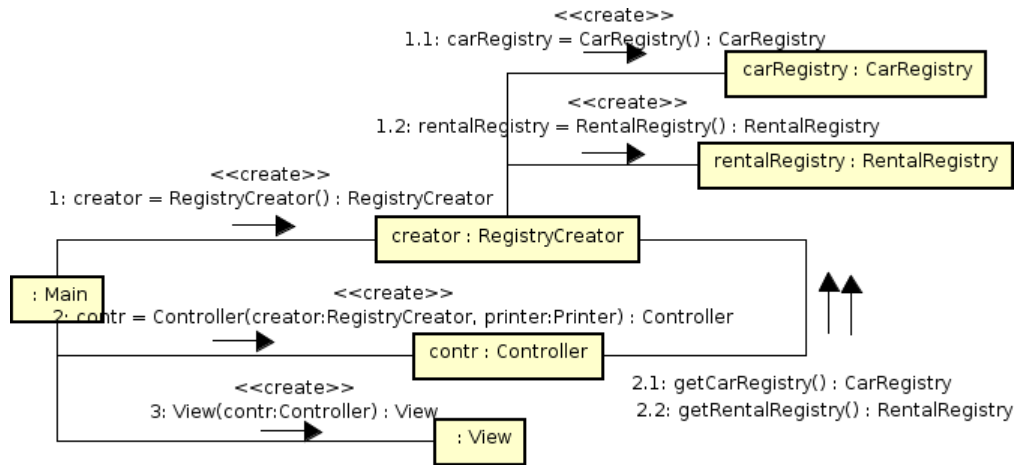 <<create>>
1.1: carRegistry = CarRegistry() : CarRegistry
carRegistry : CarRegistry
<<create>>
1.2: rentalRegistry = RentalRegistry() : RentalRegistry
rentalRegistry : RentalRegistry
<<create>>
1: creator = RegistryCreator() : RegistryCreator
creator : RegistryCreator
: Main
<<create>>
2: contr = Controller(creator:RegistryCreator, printer:Printer) : Controller
contr : Controller
2.1: getCarRegistry() : CarRegistry
2.2: getRentalRegistry() : RentalRegistry
<<create>>
3: View(contr:Controller) : View
: View